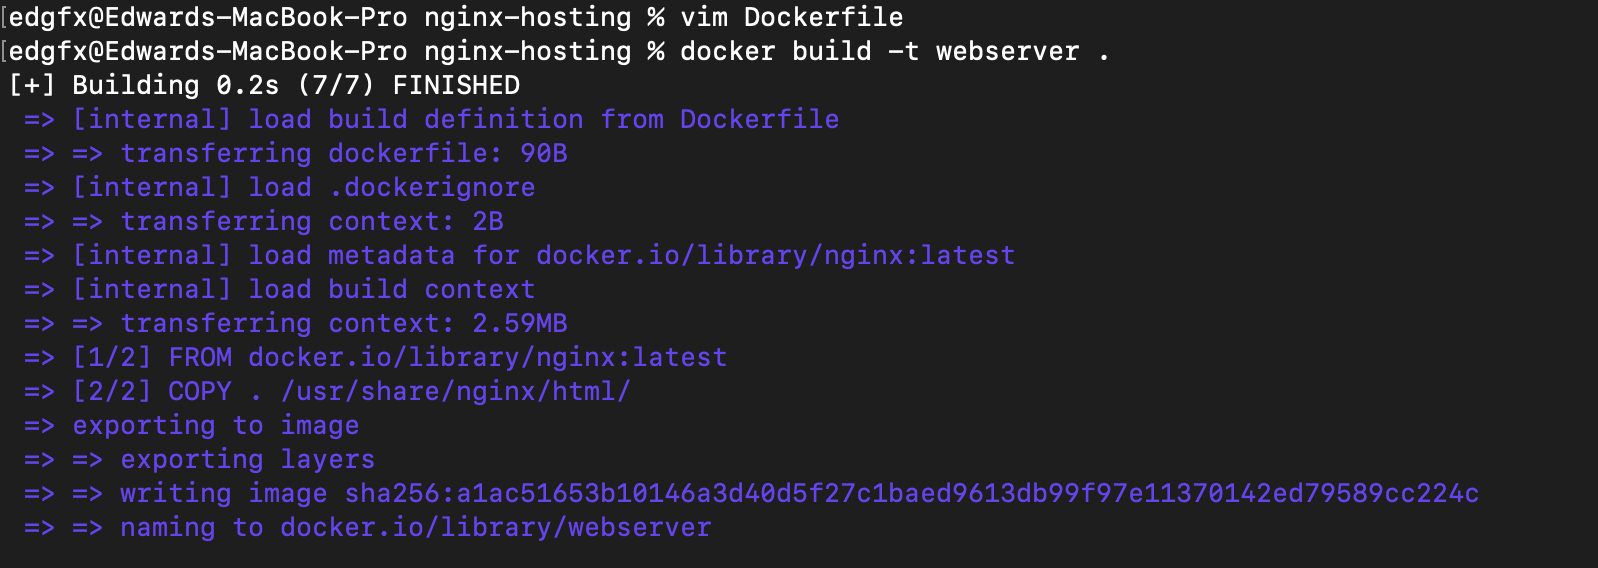 [edgfx@Edwards-MacBook-Pro nginx-hosting % vim Dockerfile
[edgfx@Edwards-MacBook-Pro nginx-hosting % docker build -t webserver .
[+] Building 0.2s (7/7) FINISHED
=> [internal] load build definition from Dockerfile
=> => transferring dockerfile: 90B
=> [internal] load .dockerignore
=> => transferring context: 2B
=> [internal] load metadata for docker.io/library/nginx:latest
=> [internal] load build context
=> => transferring context: 2.59MB
=> [1/2] FROM docker.io/library/nginx:latest
=> [2/2] COPY . /usr/share/nginx/html/
=> exporting to image
=> => exporting layers
=> => writing image sha256:a1ac51653b10146a3d40d5f27c1baed9613db99f97e11370142ed79589cc224c
=> => naming to docker.io/library/webserver